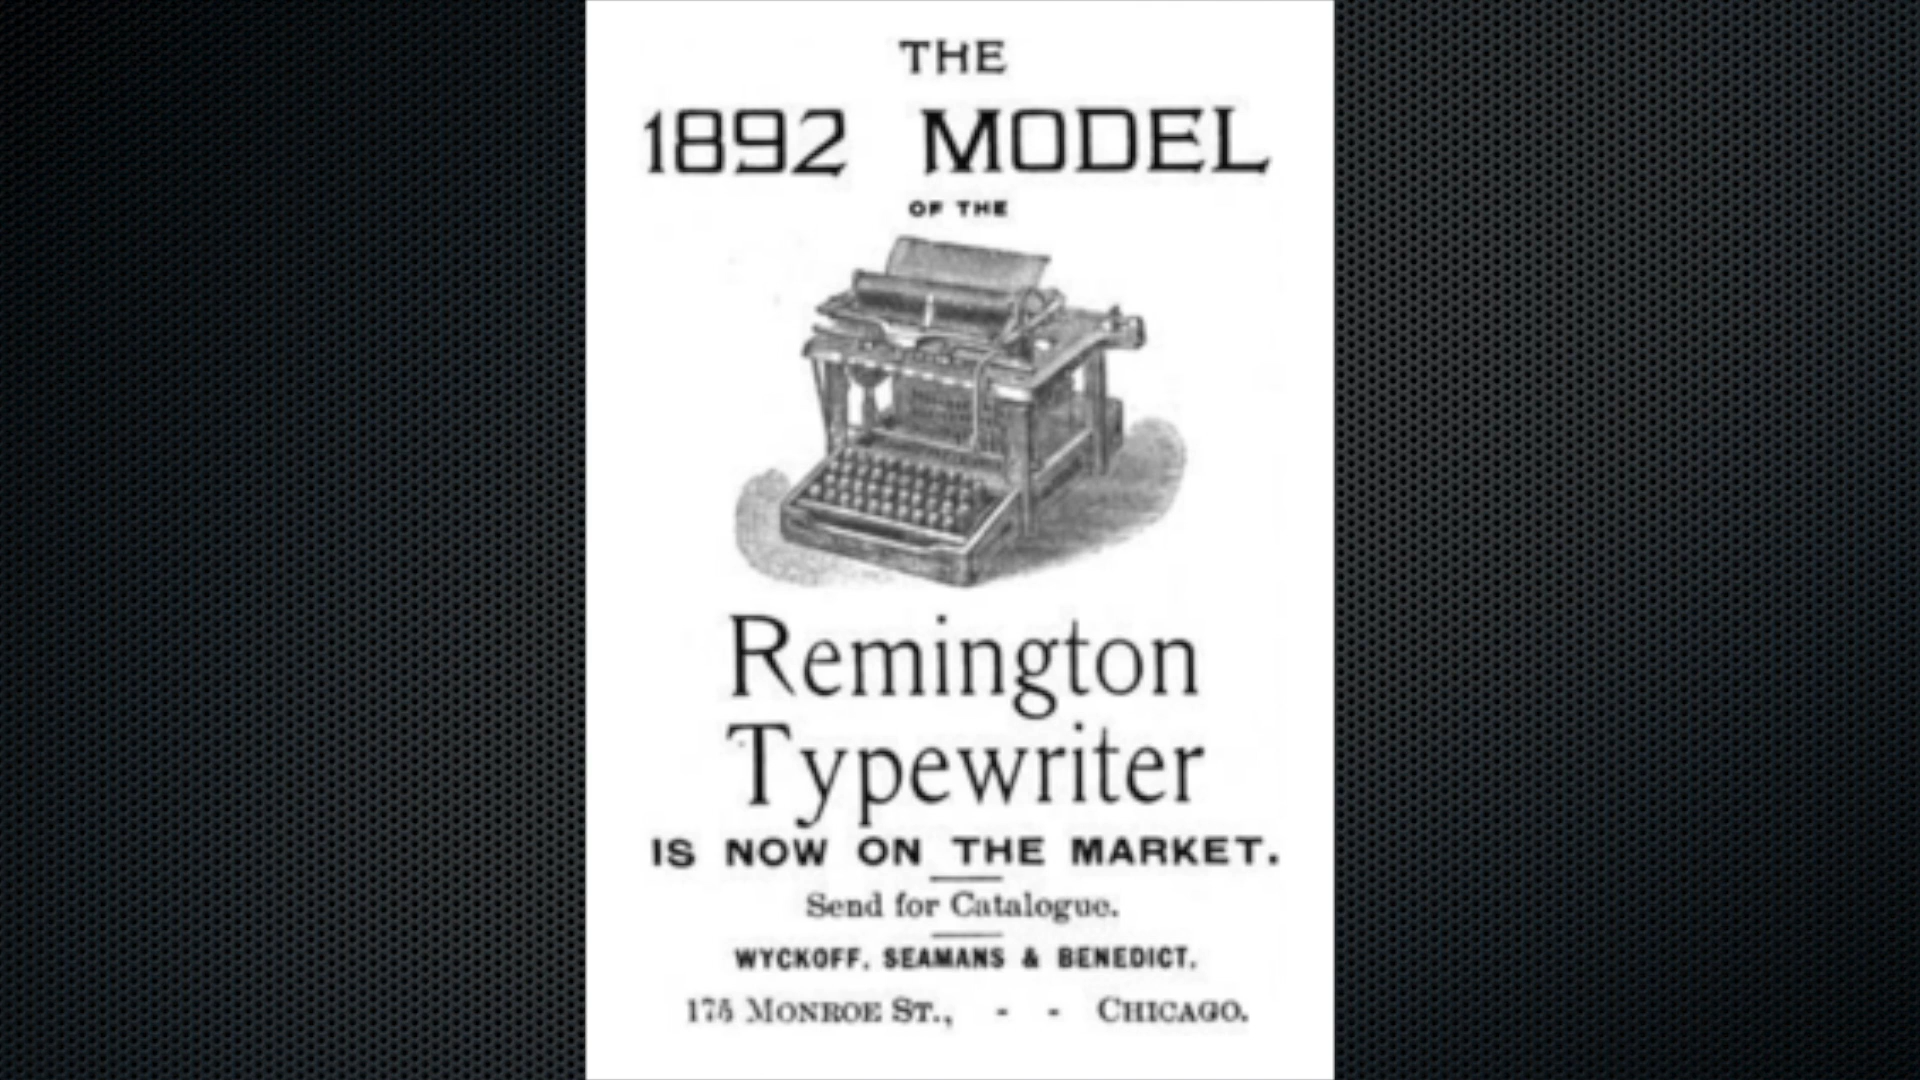 THE
1892 MODEL
OF THE
Remington
Typewriter
IS NOW ON THE MARKET.
Send for Catalogue.
WYCKOFF, SEAMANS & BENEDICT,
175 MONROE ST., - - CHICAGO.